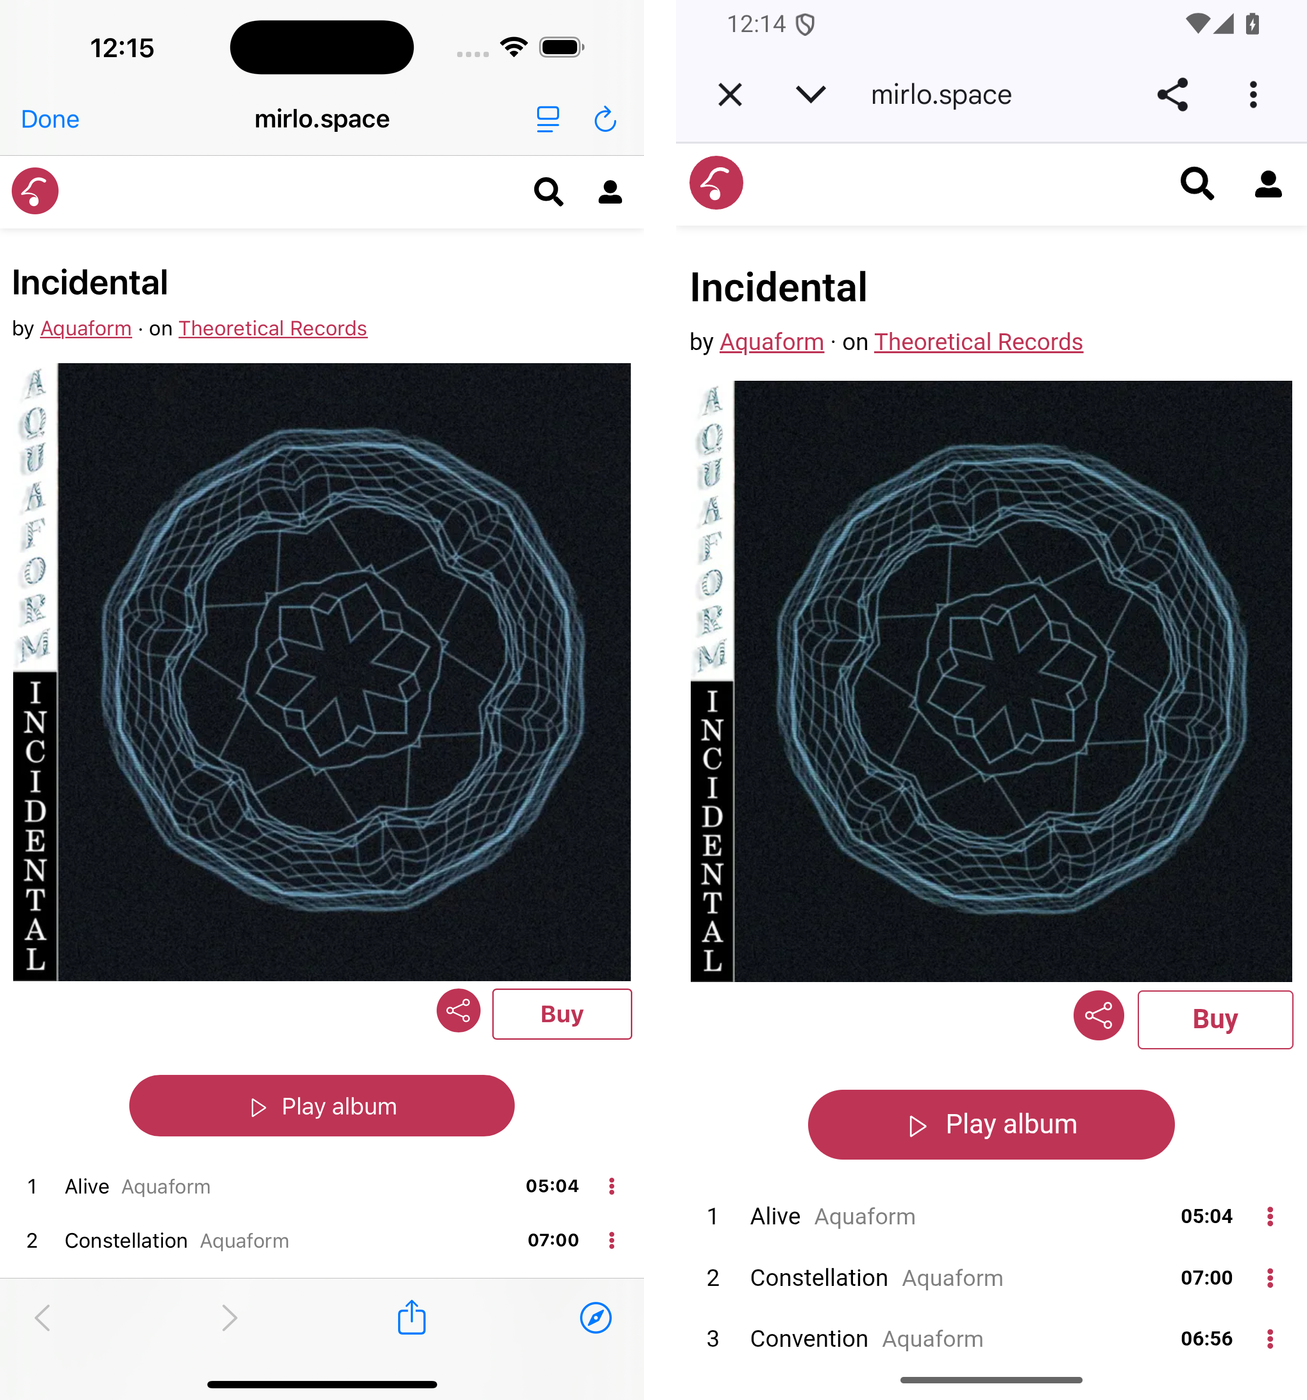 12:15
Done
mirlo.space
Incidental
by Aquaform · on Theoretical Records
AQUAFORM
INCIDENTAL
Buy
Play album
1 Alive Aquaform 05:04
2 Constellation Aquaform 07:00
12:14
mirlo.space
Incidental
by Aquaform · on Theoretical Records
AQUAFORM
INCIDENTAL
Buy
Play album
1 Alive Aquaform 05:04
2 Constellation Aquaform 07:00
3 Convention Aquaform 06:56